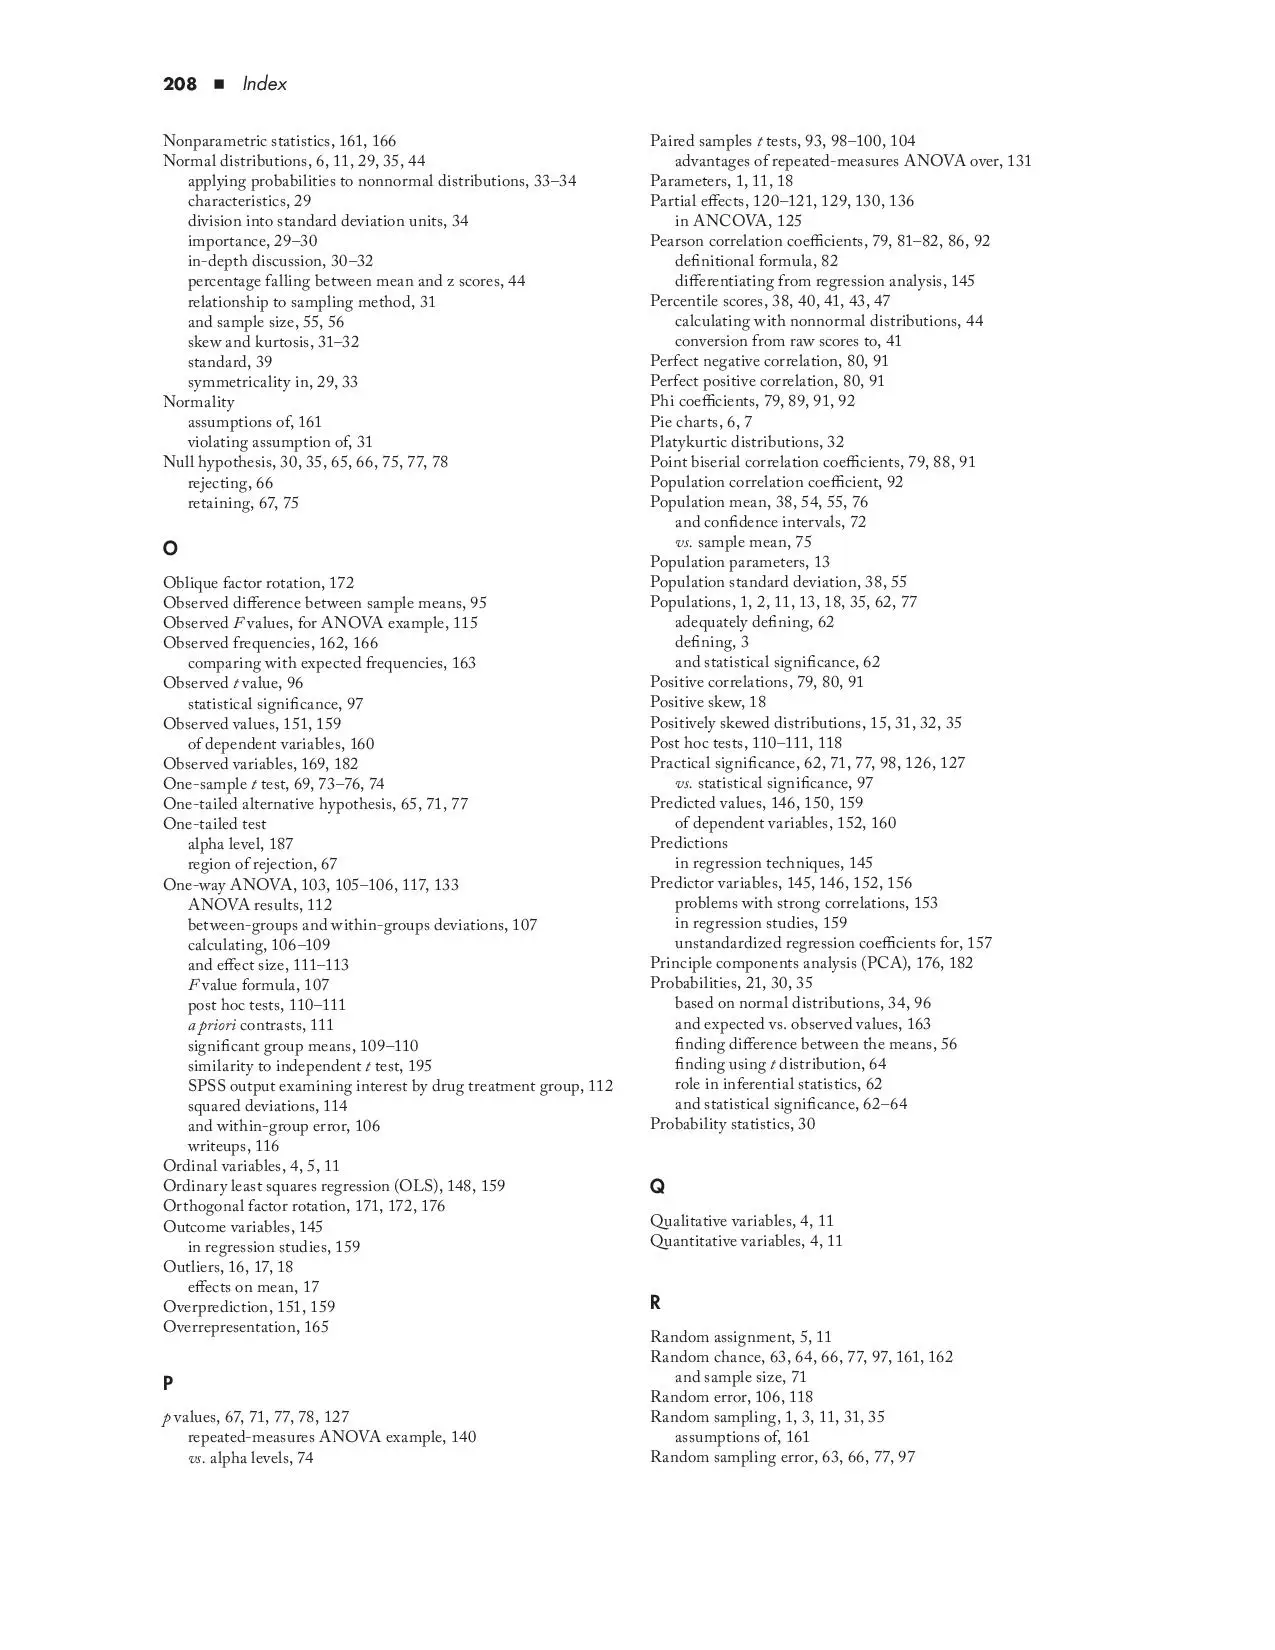 208 ■ Index
Nonparametric statistics, 161, 166
Normal distributions, 6, 11, 29, 35, 44
applying probabilities to nonnormal distributions, 33–34
characteristics, 29
division into standard deviation units, 34
importance, 29–30
in-depth discussion, 30–32
percentage falling between mean and z scores, 44
relationship to sampling method, 31
and sample size, 55, 56
skew and kurtosis, 31–32
standard, 39
symmetricality in, 29, 33
Normality
assumptions of, 161
violating assumption of, 31
Null hypothesis, 30, 35, 65, 66, 75, 77, 78
rejecting, 66
retaining, 67, 75
O
Oblique factor rotation, 172
Observed difference between sample means, 95
Observed F values, for ANOVA example, 115
Observed frequencies, 162, 166
comparing with expected frequencies, 163
Observed t value, 96
statistical significance, 97
Observed values, 151, 159
of dependent variables, 160
Observed variables, 169, 182
One-sample t test, 69, 73–76, 74
One-tailed alternative hypothesis, 65, 71, 77
One-tailed test
alpha level, 187
region of rejection, 67
One-way ANOVA, 103, 105–106, 117, 133
ANOVA results, 112
between-groups and within-groups deviations, 107
calculating, 106–109
and effect size, 111–113
F value formula, 107
post hoc tests, 110–111
a priori contrasts, 111
significant group means, 109–110
similarity to independent t test, 195
SPSS output examining interest by drug treatment group, 112
squared deviations, 114
and within-group error, 106
writeups, 116
Ordinal variables, 4, 5, 11
Ordinary least squares regression (OLS), 148, 159
Orthogonal factor rotation, 171, 172, 176
Outcome variables, 145
in regression studies, 159
Outliers, 16, 17, 18
effects on mean, 17
Overprediction, 151, 159
Overrepresentation, 165
P
p values, 67, 71, 77, 78, 127
repeated-measures ANOVA example, 140
vs. alpha levels, 74
Paired samples t tests, 93, 98–100, 104
advantages of repeated-measures ANOVA over, 131
Parameters, 1, 11, 18
Partial effects, 120–121, 129, 130, 136
in ANCOVA, 125
Pearson correlation coefficients, 79, 81–82, 86, 92
definitional formula, 82
differentiating from regression analysis, 145
Percentile scores, 38, 40, 41, 43, 47
calculating with nonnormal distributions, 44
conversion from raw scores to, 41
Perfect negative correlation, 80, 91
Perfect positive correlation, 80, 91
Phi coefficients, 79, 89, 91, 92
Pie charts, 6, 7
Platykurtic distributions, 32
Point biserial correlation coefficients, 79, 88, 91
Population correlation coefficient, 92
Population mean, 38, 54, 55, 76
and confidence intervals, 72
vs. sample mean, 75
Population parameters, 13
Population standard deviation, 38, 55
Populations, 1, 2, 11, 13, 18, 35, 62, 77
adequately defining, 62
defining, 3
and statistical significance, 62
Positive correlations, 79, 80, 91
Positive skew, 18
Positively skewed distributions, 15, 31, 32, 35
Post hoc tests, 110–111, 118
Practical significance, 62, 71, 77, 98, 126, 127
vs. statistical significance, 97
Predicted values, 146, 150, 159
of dependent variables, 152, 160
Predictions
in regression techniques, 145
Predictor variables, 145, 146, 152, 156
problems with strong correlations, 153
in regression studies, 159
unstandardized regression coefficients for, 157
Principle components analysis (PCA), 176, 182
Probabilities, 21, 30, 35
based on normal distributions, 34, 96
and expected vs. observed values, 163
finding difference between the means, 56
finding using t distribution, 64
role in inferential statistics, 62
and statistical significance, 62–64
Probability statistics, 30
Q
Qualitative variables, 4, 11
Quantitative variables, 4, 11
R
Random assignment, 5, 11
Random chance, 63, 64, 66, 77, 97, 161, 162
and sample size, 71
Random error, 106, 118
Random sampling, 1, 3, 11, 31, 35
assumptions of, 161
Random sampling error, 63, 66, 77, 97